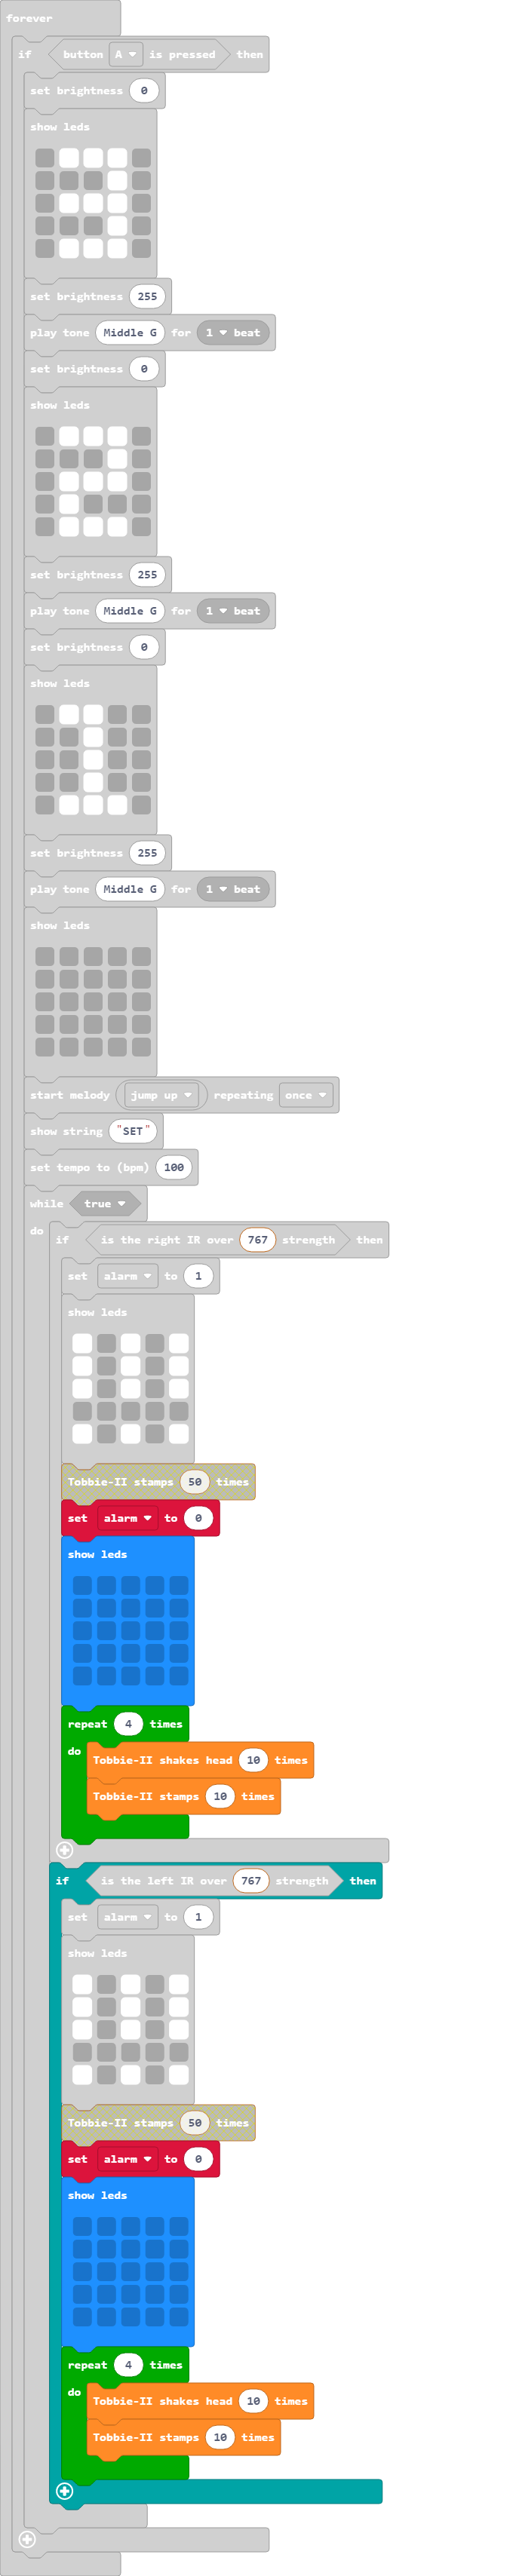 forever
if button A is pressed then
set brightness 0
show leds
set brightness 255
play tone Middle G for 1 beat
set brightness 0
show leds
set brightness 255
play tone Middle G for 1 beat
set brightness 0
show leds
set brightness 255
play tone Middle G for 1 beat
show leds
start melody jump up repeating once
show string "SET"
set tempo to (bpm) 100
while true
do
if is the right IR over 767 strength then
set alarm to 1
show leds
Tobbie-II stamps 50 times
set alarm to 0
show leds
repeat 4 times
do
Tobbie-II shakes head 10 times
Tobbie-II stamps 10 times
if is the left IR over 767 strength then
set alarm to 1
show leds
Tobbie-II stamps 50 times
set alarm to 0
show leds
repeat 4 times
do
Tobbie-II shakes head 10 times
Tobbie-II stamps 10 times